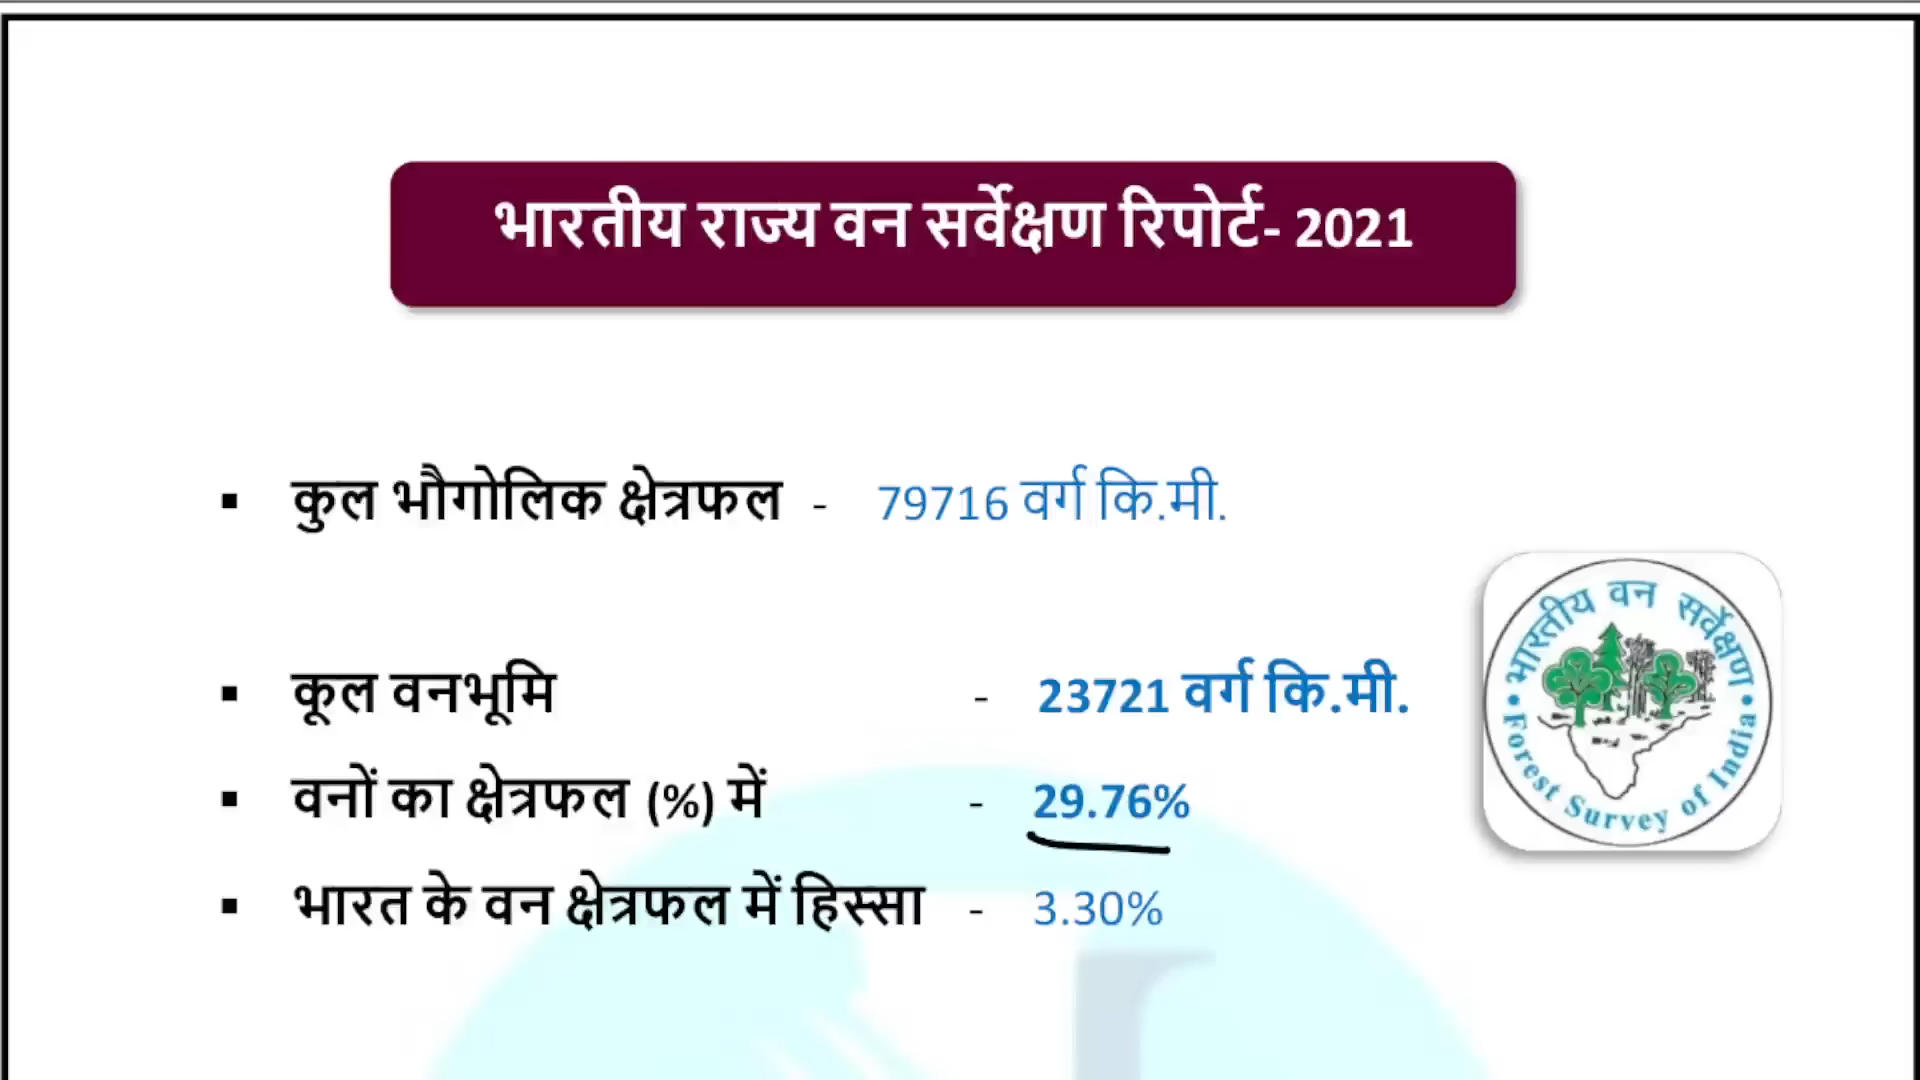 भारतीय राज्य वन सर्वेक्षण रिपोर्ट- 2021
▪ कुल भौगोलिक क्षेत्रफल - 79716 वर्ग कि.मी.
▪ कूल वनभूमि - 23721 वर्ग कि.मी.
▪ वनों का क्षेत्रफल (%) में - 29.76%
▪ भारत के वन क्षेत्रफल में हिस्सा - 3.30%
भारतीय वन सर्वेक्षण
Forest Survey of India